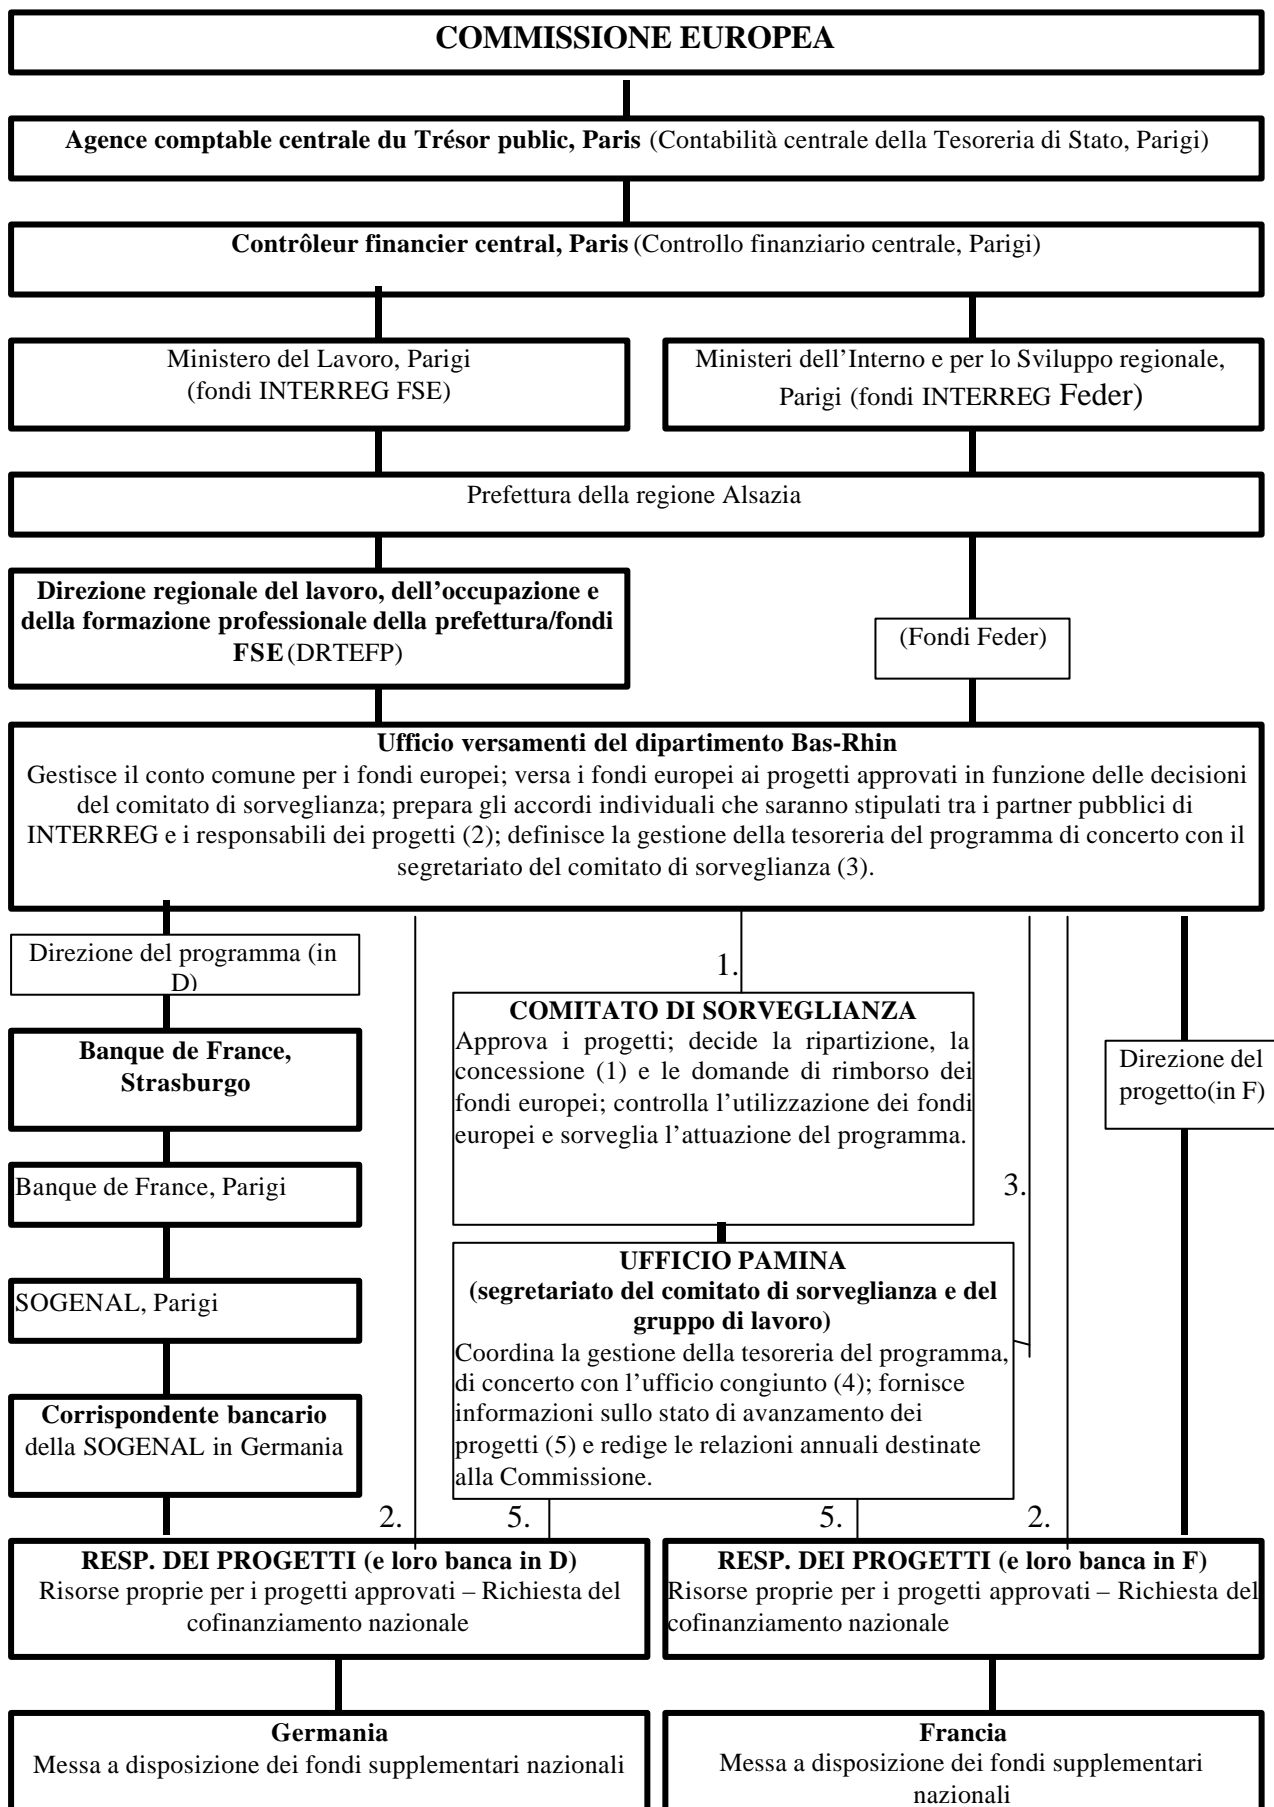 COMMISSIONE EUROPEA
Agence comptable centrale du Trésor public, Paris (Contabilità centrale della Tesoreria di Stato, Parigi)
Contrôleur financier central, Paris (Controllo finanziario centrale, Parigi)
Ministero del Lavoro, Parigi
(fondi INTERREG FSE)
Ministeri dell’Interno e per lo Sviluppo regionale,
Parigi (fondi INTERREG Feder)
Prefettura della regione Alsazia
Direzione regionale del lavoro, dell’occupazione e
della formazione professionale della prefettura/fondi
FSE (DRTEFP)
(Fondi Feder)
Ufficio versamenti del dipartimento Bas-Rhin
Gestisce il conto comune per i fondi europei; versa i fondi europei ai progetti approvati in funzione delle decisioni
del comitato di sorveglianza; prepara gli accordi individuali che saranno stipulati tra i partner pubblici di
INTERREG e i responsabili dei progetti (2); definisce la gestione della tesoreria del programma di concerto con il
segretariato del comitato di sorveglianza (3).
Direzione del programma (in
D)
1.
Banque de France,
Strasburgo
Banque de France, Parigi
SOGENAL, Parigi
Corrispondente bancario
della SOGENAL in Germania
COMITATO DI SORVEGLIANZA
Approva i progetti; decide la ripartizione, la
concessione (1) e le domande di rimborso dei
fondi europei; controlla l’utilizzazione dei fondi
europei e sorveglia l’attuazione del programma.
Direzione del
progetto(in F)
3.
UFFICIO PAMINA
(segretariato del comitato di sorveglianza e del
gruppo di lavoro)
Coordina la gestione della tesoreria del programma,
di concerto con l’ufficio congiunto (4); fornisce
informazioni sullo stato di avanzamento dei
progetti (5) e redige le relazioni annuali destinate
alla Commissione.
2.
5.
5.
2.
RESP. DEI PROGETTI (e loro banca in D)
Risorse proprie per i progetti approvati – Richiesta del
cofinanziamento nazionale
RESP. DEI PROGETTI (e loro banca in F)
Risorse proprie per i progetti approvati – Richiesta del
cofinanziamento nazionale
Germania
Messa a disposizione dei fondi supplementari nazionali
Francia
Messa a disposizione dei fondi supplementari
nazionali